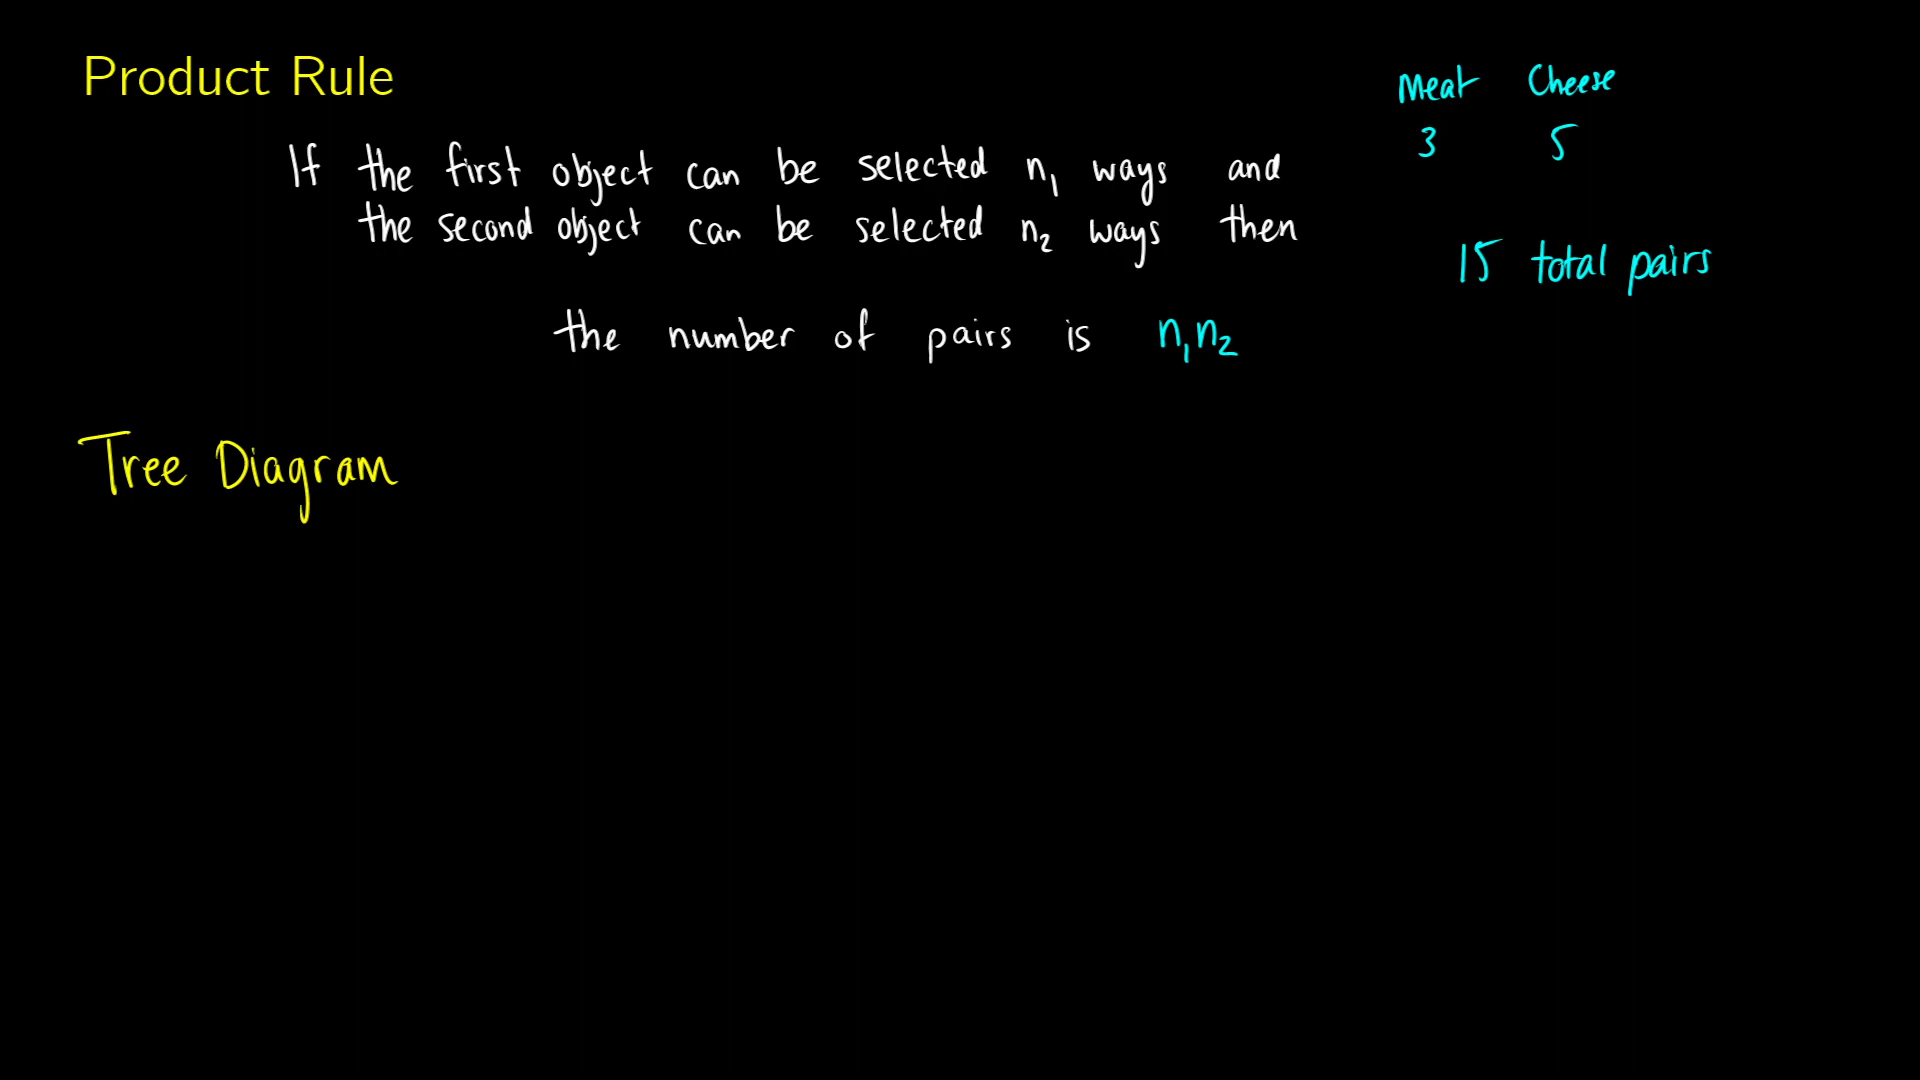 Product Rule
If the first object can be selected n₁ ways and
the second object can be selected n₂ ways then
the number of pairs is n₁n₂
Meat Cheese
3 5
15 total pairs
Tree Diagram